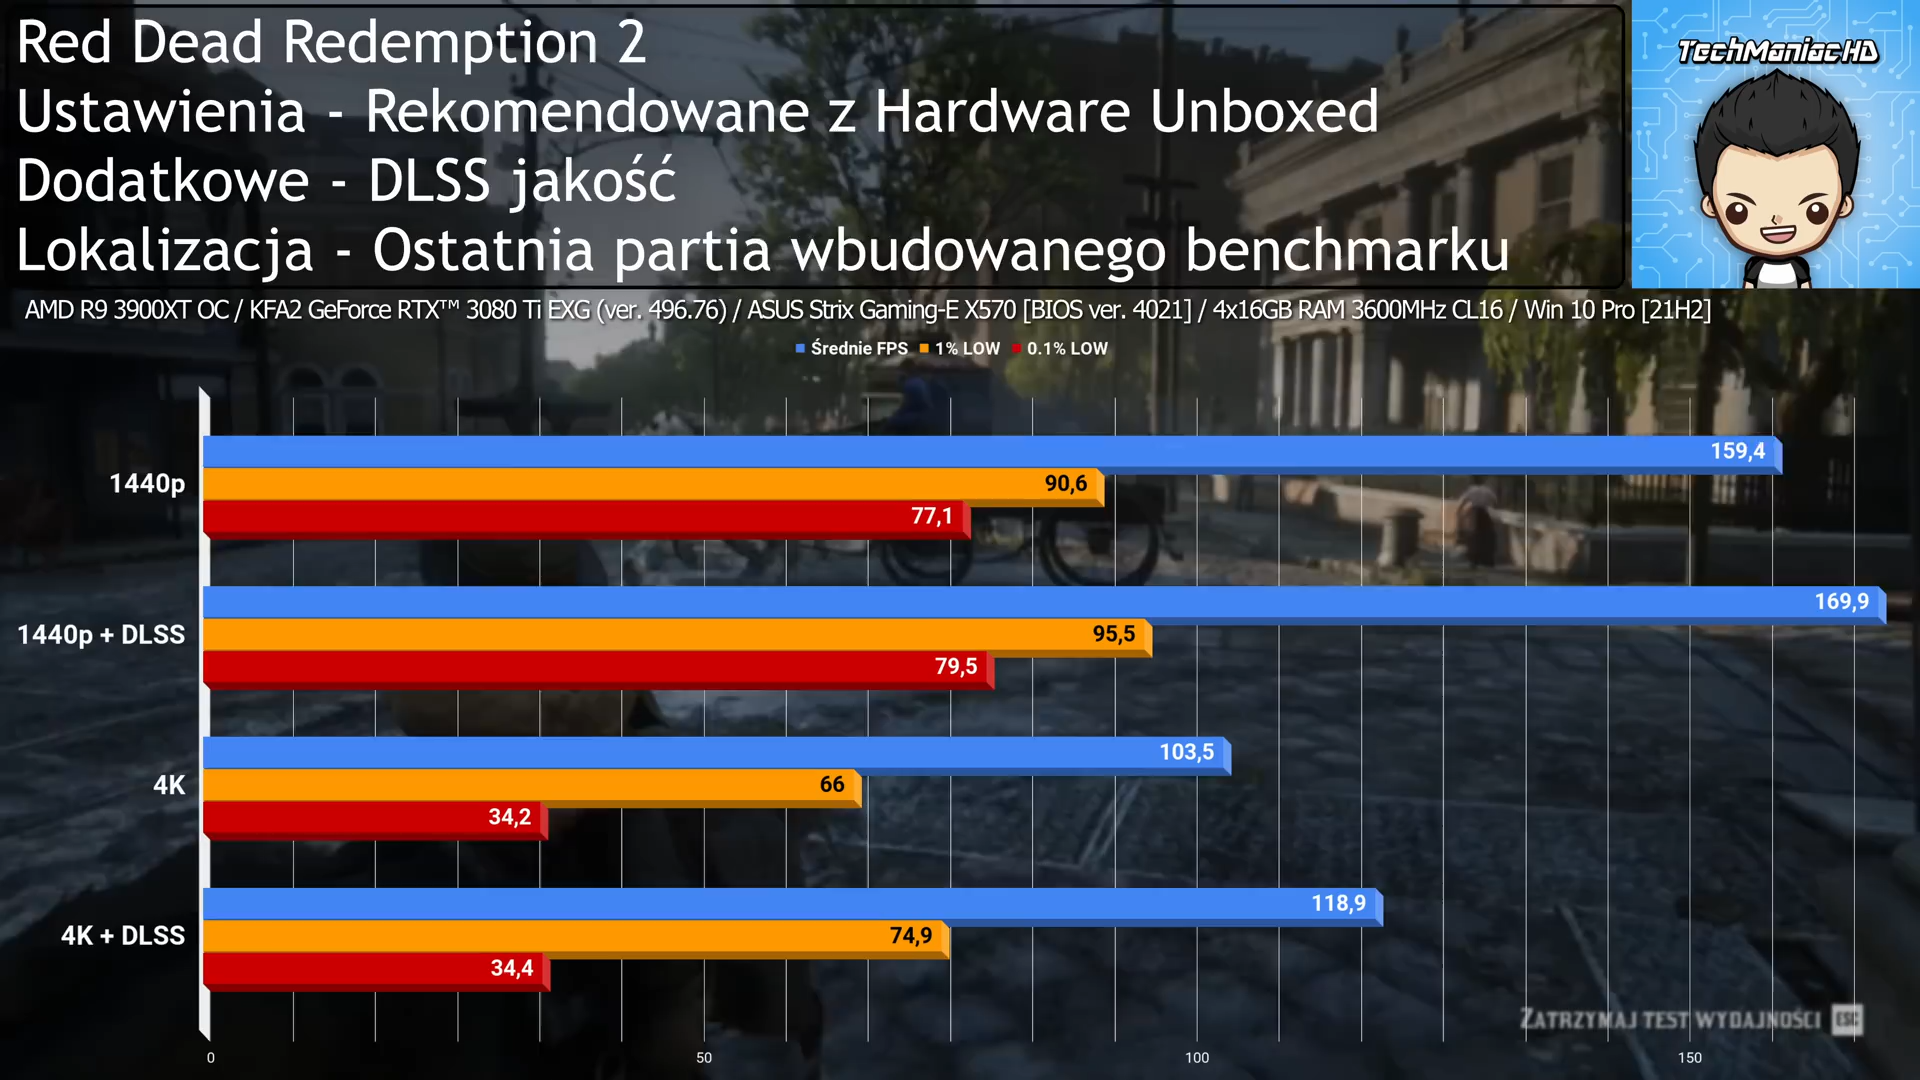 Red Dead Redemption 2
Ustawienia - Rekomendowane z Hardware Unboxed
Dodatkowe - DLSS jakość
Lokalizacja - Ostatnia partia wbudowanego benchmarku
TechManiacHD
AMD R9 3900XT OC / KFA2 GeForce RTX™ 3080 Ti EXG (ver. 496.76) / ASUS Strix Gaming-E X570 [BIOS ver. 4021] / 4x16GB RAM 3600MHz CL16 / Win 10 Pro [21H2]
Średnie FPS 1% LOW 0.1% LOW
159,4
1440p 90,6
77,1
169,9
1440p + DLSS 95,5
79,5
103,5
4K 66
34,2
118,9
4K + DLSS 74,9
34,4
ZATRZYMAJ TEST WYDAJNOŚCI ESC
0 50 100 150